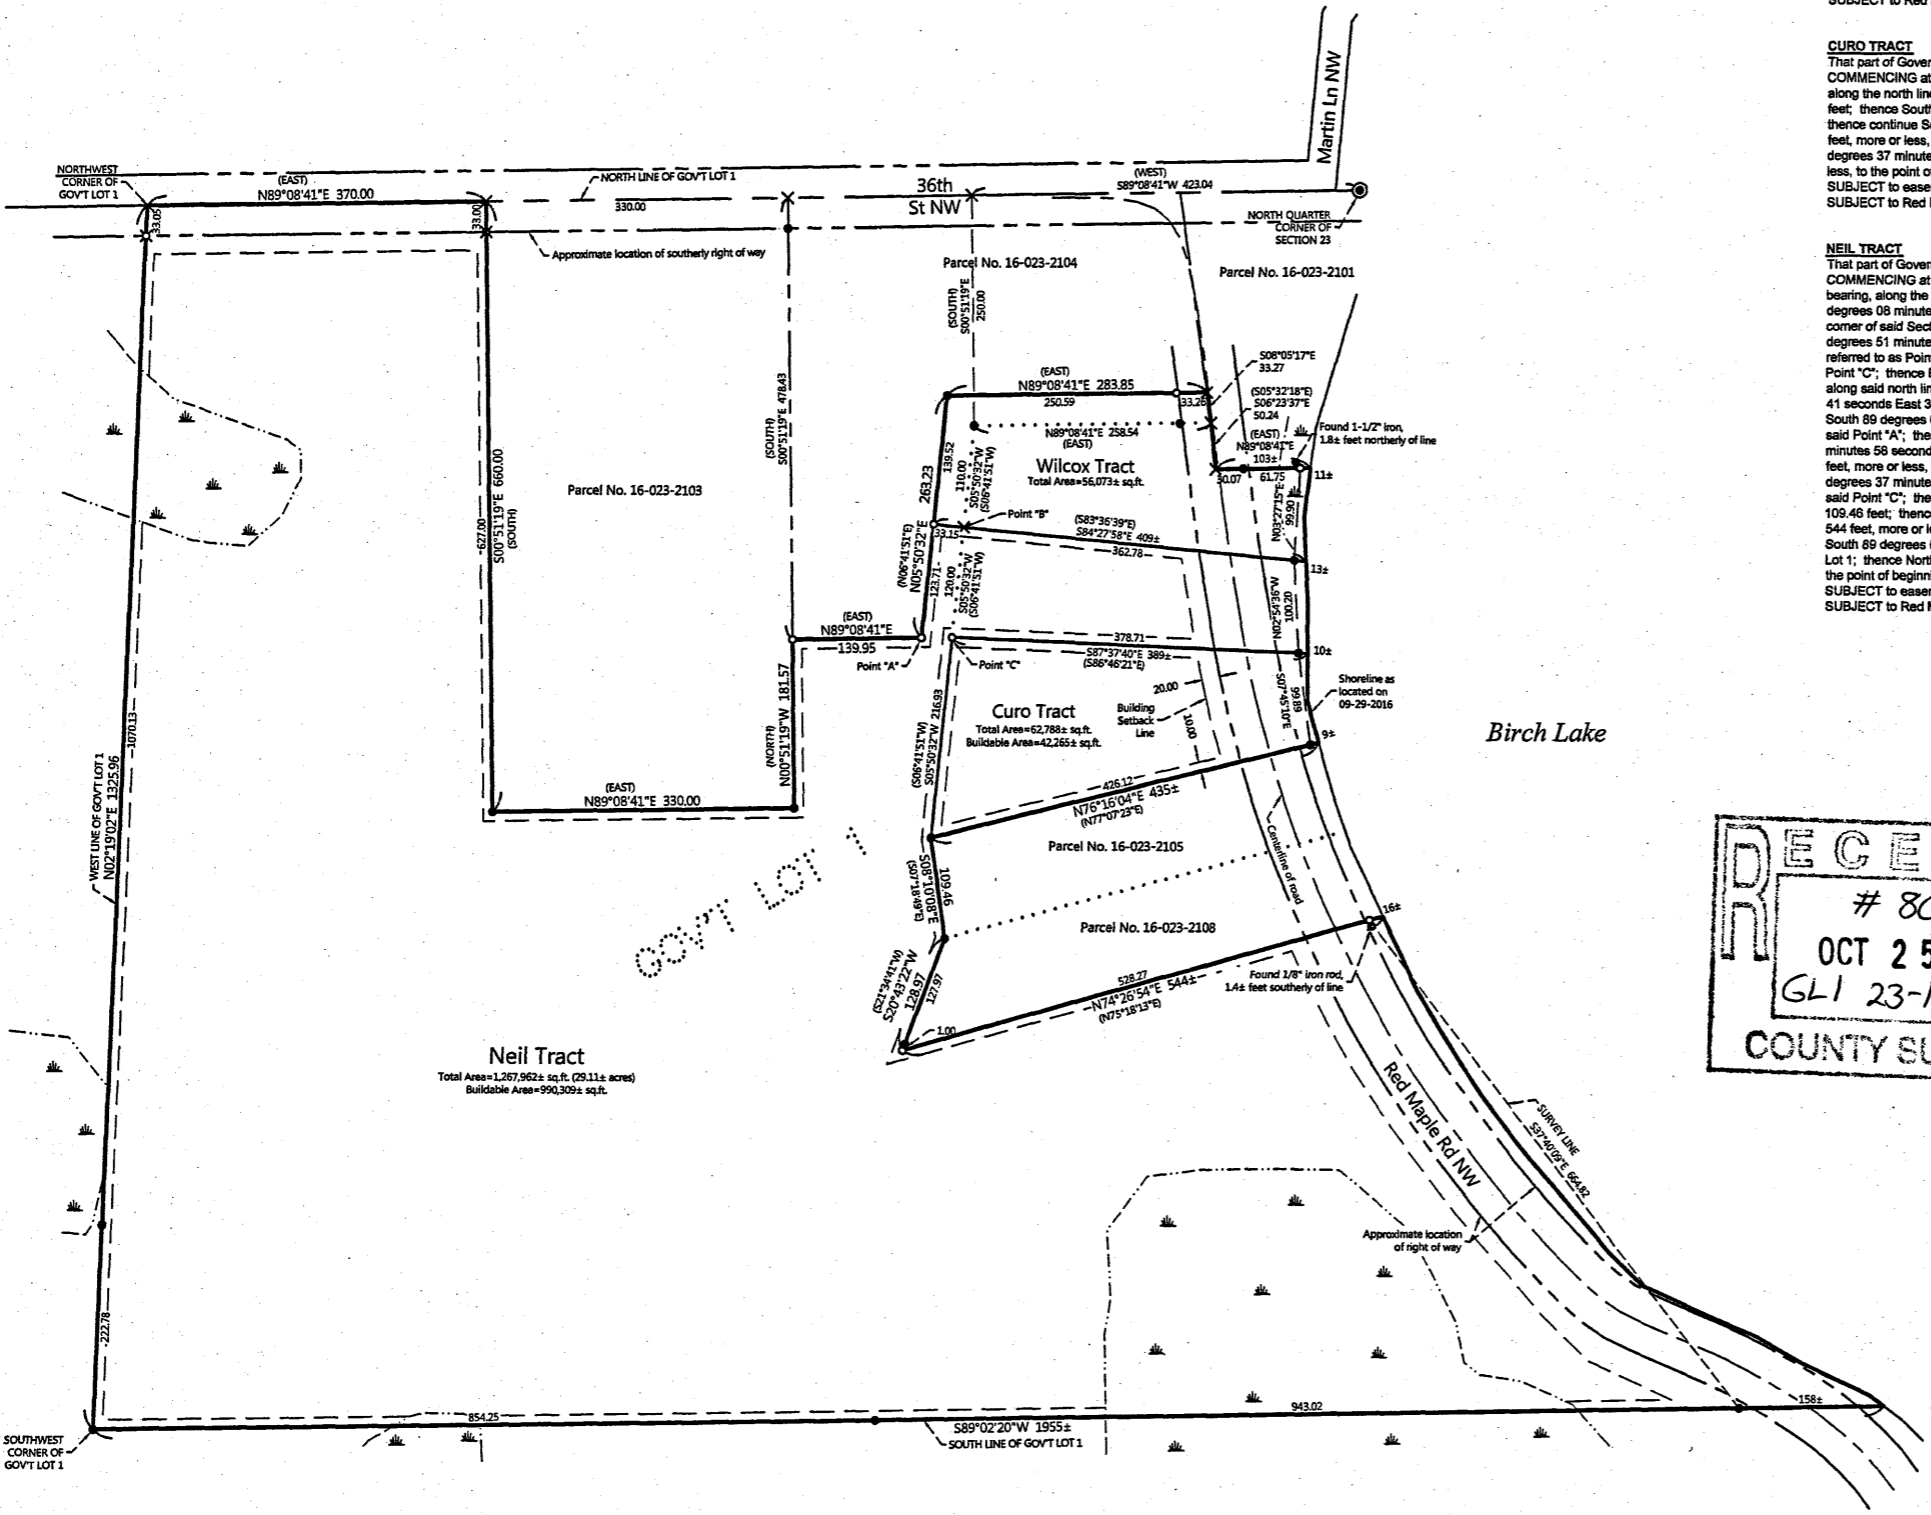 NORTHWEST
CORNER OF
GOV'T LOT 1
(EAST)
N89°08'41"E 370.00
33.05
33.00
NORTH LINE OF GOV'T LOT 1
330.00
36th
St NW
(WEST)
S89°08'41"W 423.04
Martin Ln NW
NORTH QUARTER
CORNER OF
SECTION 23
Approximate location of southerly right of way
Parcel No. 16-023-2104
Parcel No. 16-023-2101
(SOUTH)
S00°51'19"E
250.00
(SOUTH)
S00°51'19"E 478.43
627.00
S00°51'19"E 660.00
(SOUTH)
Parcel No. 16-023-2103
(EAST)
N89°08'41"E 283.85
250.59
33.26
S08°05'17"E
33.27
(S05°32'18"E)
S06°23'37"E
50.24
N89°08'41"E 258.54
(EAST)
(EAST)
N89°08'41"E
103±
50.07
61.75
Found 1-1/2" iron,
1.8± feet northerly of line
11±
Wilcox Tract
Total Area=56,073± sq.ft.
139.52
263.23
110.00
S05°50'32"W
(S06°41'51"W)
(N06°41'51"E)
N05°50'32"E
123.71
33.15
Point "B"
(S83°36'39"E)
S84°27'58"E 409±
362.78
N03°27'15"E
99.90
13±
120.00
S05°50'32"W
(S06°41'51"W)
N02°54'36"W
100.20
(EAST)
N89°08'41"E
139.95
Point "A"
Point "C"
378.71
S87°37'40"E 389±
(S86°46'21"E)
10±
(NORTH)
N00°51'19"W 181.57
20.00
Building
Setback
Line
10.00
S07°45'10"E
99.89
Shoreline as
located on
09-29-2016
9±
Curo Tract
Total Area=62,788± sq.ft.
Buildable Area=42,265± sq.ft.
(S06°41'51"W)
S05°50'32"W 216.93
Birch Lake
WEST LINE OF GOV'T LOT 1
N02°19'02"E 1325.96
1070.13
(EAST)
N89°08'41"E 330.00
426.12
N76°16'04"E 435±
(N77°07'23"E)
Parcel No. 16-023-2105
GOV'T LOT 1
109.46
S08°10'08"E
(S07°18'49"E)
Centerline of road
Parcel No. 16-023-2108
16±
(S21°34'41"W)
S20°43'22"W
128.97
127.97
1.00
528.27
N74°26'54"E 544±
(N75°18'13"E)
Found 1/8" iron rod,
1.4± feet southerly of line
Neil Tract
Total Area=1,267,962± sq.ft. (29.11± acres)
Buildable Area=990,309± sq.ft.
Red Maple Rd NW
SURVEY LINE
S37°40'09"E 664.82
Approximate location
of right of way
222.78
SOUTHWEST
CORNER OF
GOV'T LOT 1
854.25
S89°02'20"W 1955±
SOUTH LINE OF GOV'T LOT 1
943.02
158±
SUBJECT to Red
CURO TRACT
That part of Gover
COMMENCING at
along the north lin
feet; thence South
thence continue S
feet, more or less,
degrees 37 minute
less, to the point o
SUBJECT to ease
SUBJECT to Red
NEIL TRACT
That part of Gover
COMMENCING at
bearing, along the
degrees 08 minute
corner of said Sec
degrees 51 minute
referred to as Poin
Point "C"; thence
along said north lin
41 seconds East 3
South 89 degrees
said Point "A"; the
minutes 58 second
feet, more or less,
degrees 37 minute
said Point "C"; the
109.46 feet; thenc
544 feet, more or l
South 89 degrees
Lot 1; thence Nort
the point of beginn
SUBJECT to easer
SUBJECT to Red M
RECE
# 80
OCT 25
GL1 23-1
COUNTY SU